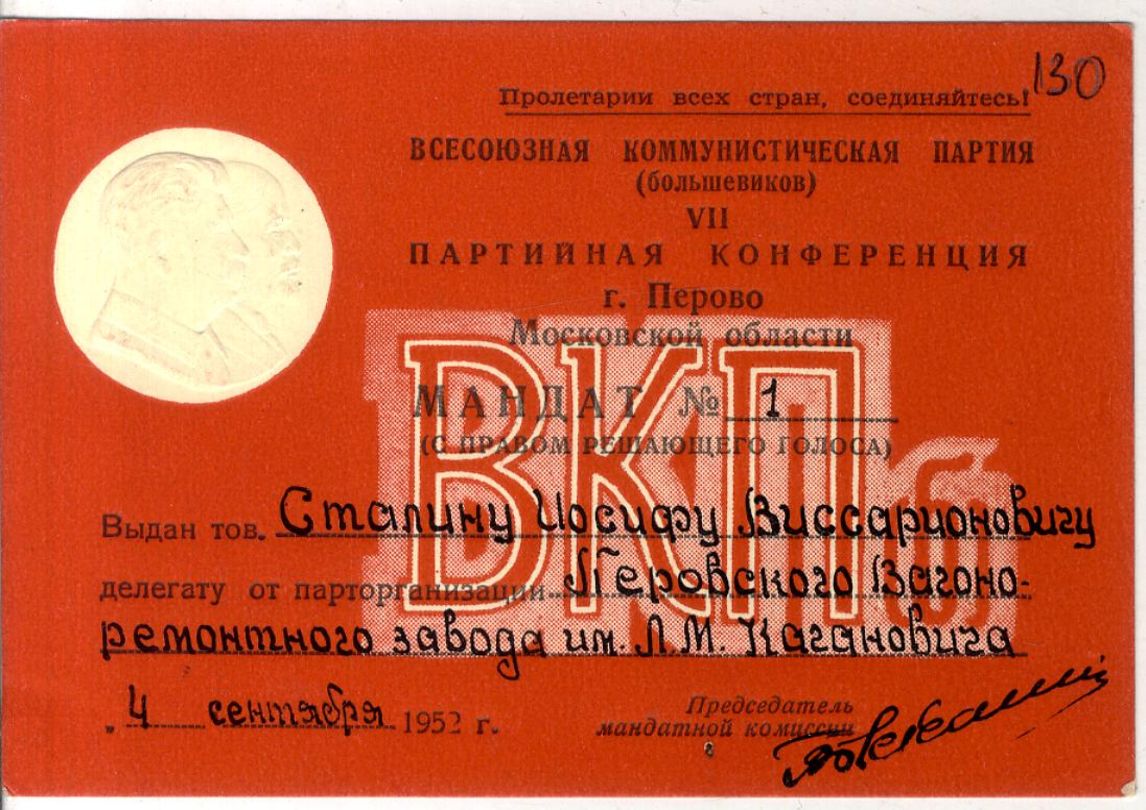 130
Пролетарии всех стран, соединяйтесь!
ВСЕСОЮЗНАЯ КОММУНИСТИЧЕСКАЯ ПАРТИЯ
(большевиков)
VII
ПАРТИЙНАЯ КОНФЕРЕНЦИЯ
г. Перово
Московской области
МАНДАТ № 1
(С ПРАВОМ РЕШАЮЩЕГО ГОЛОСА)
ВКП(б)
Выдан тов. Сталину Иосифу Виссарионовичу
делегату от парторганизации Перовского Вагоно-
ремонтного завода им. Л.М. Кагановича
„4 сентября 1952 г.
Председатель
мандатной комиссии